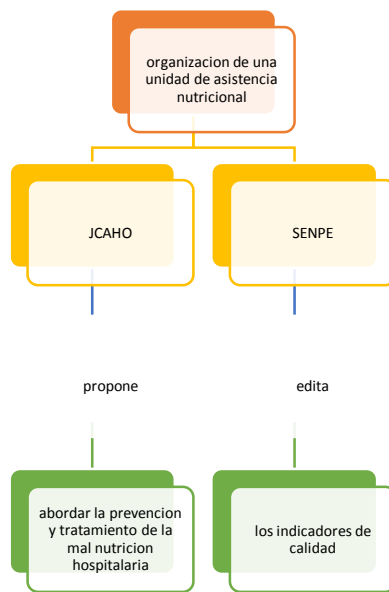 organizacion de una
unidad de asistencia
nutricional
JCAHO
SENPE
propone
edita
abordar la prevencion
y tratamiento de la
mal nutricion
hospitalaria
los indicadores de
calidad